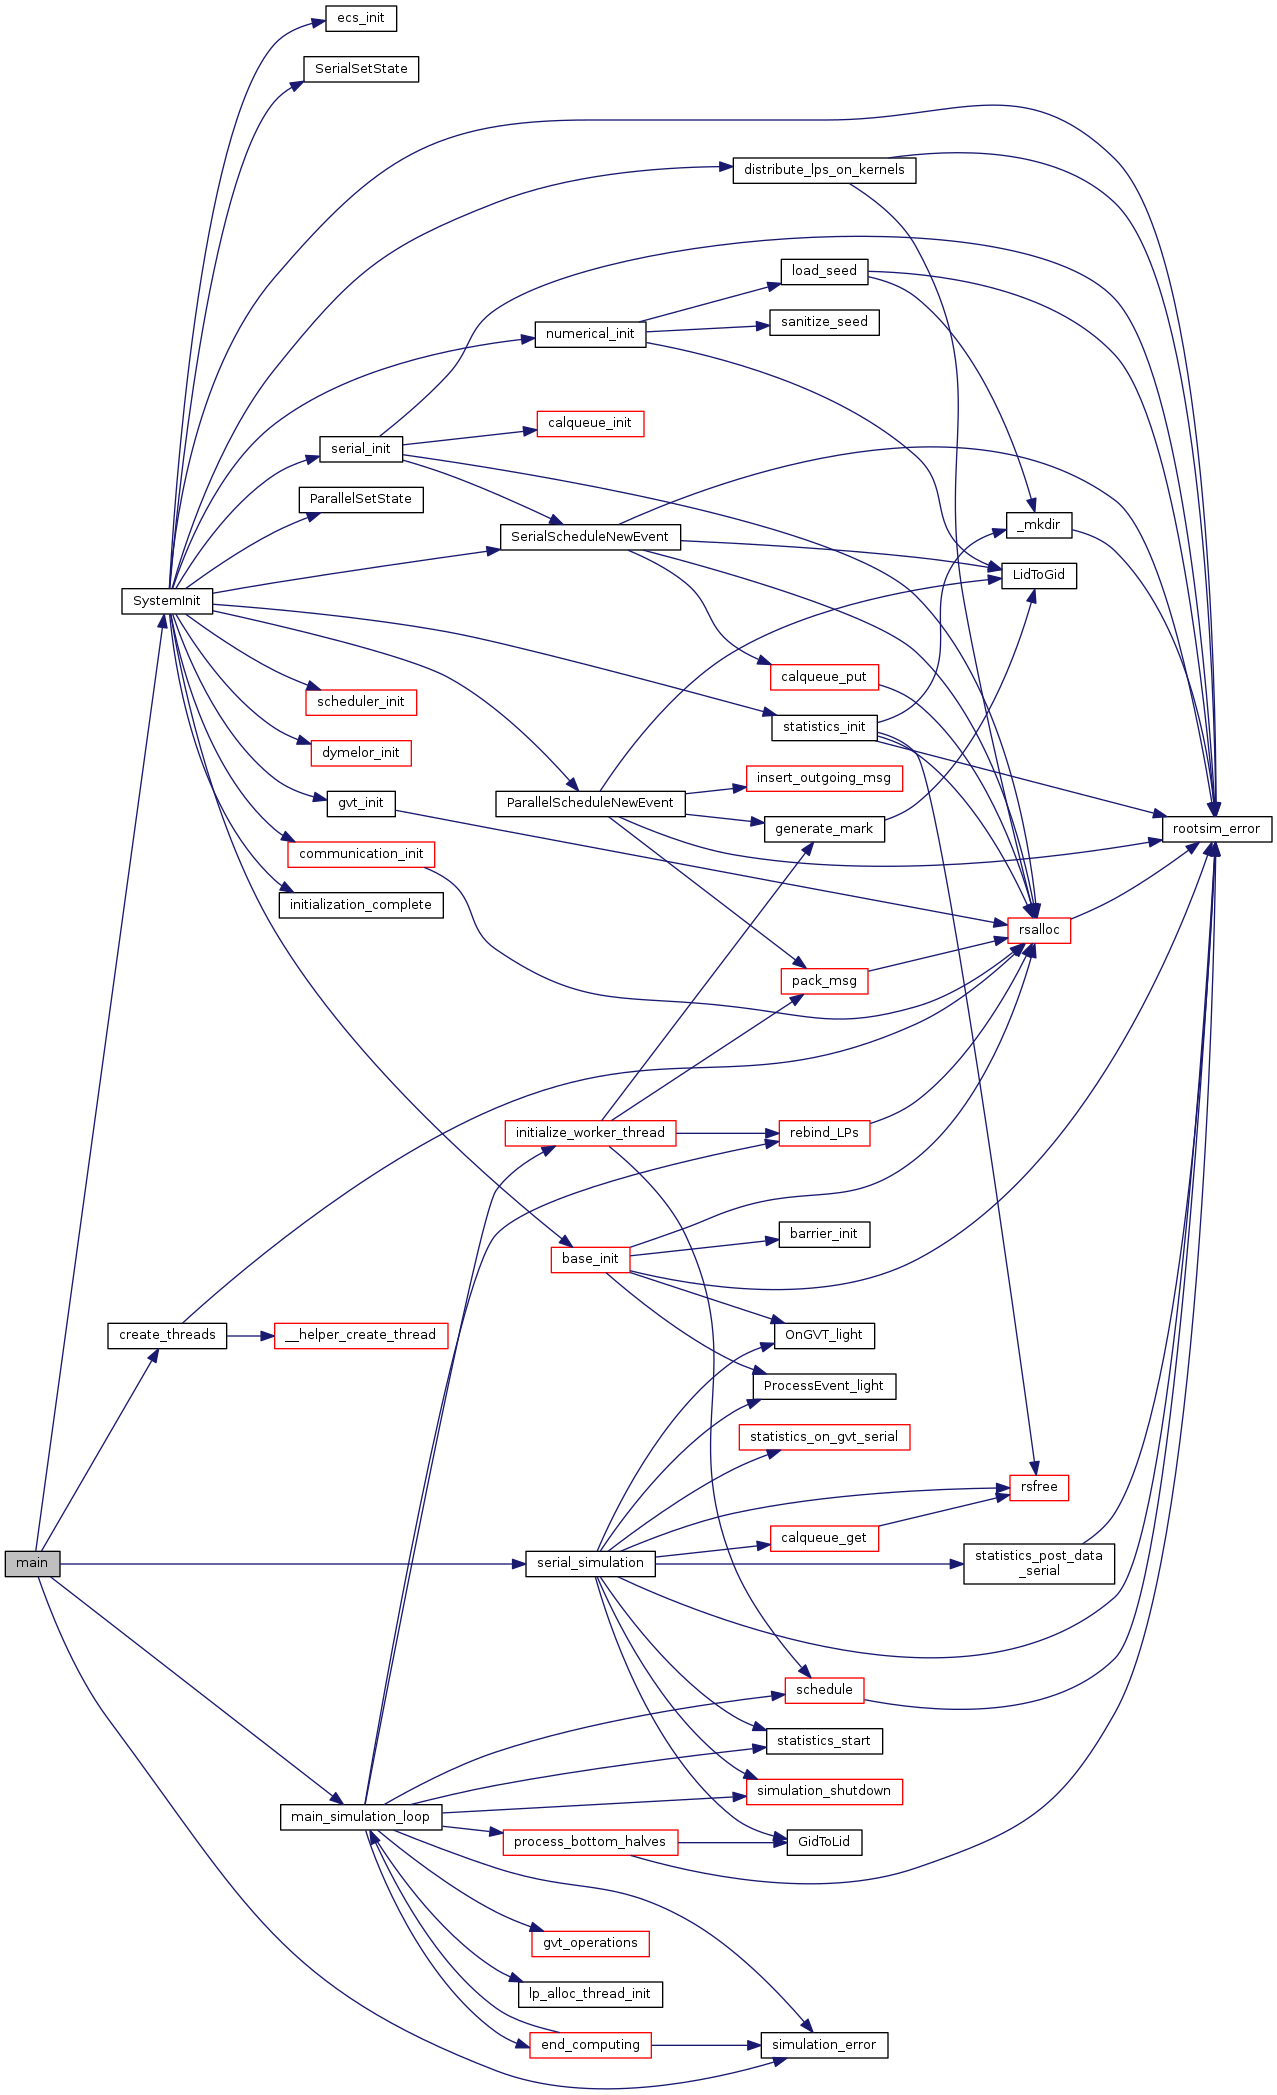 ecs_init
SerialSetState
distribute_lps_on_kernels
load_seed
sanitize_seed
numerical_init
calqueue_init
serial_init
ParallelSetState
_mkdir
SerialScheduleNewEvent
LidToGid
SystemInit
calqueue_put
scheduler_init
statistics_init
dymelor_init
insert_outgoing_msg
gvt_init
ParallelScheduleNewEvent
generate_mark
rootsim_error
communication_init
initialization_complete
rsalloc
pack_msg
initialize_worker_thread
rebind_LPs
barrier_init
base_init
create_threads
__helper_create_thread
OnGVT_light
ProcessEvent_light
statistics_on_gvt_serial
rsfree
calqueue_get
main
serial_simulation
statistics_post_data
_serial
schedule
statistics_start
simulation_shutdown
main_simulation_loop
process_bottom_halves
GidToLid
gvt_operations
lp_alloc_thread_init
end_computing
simulation_error